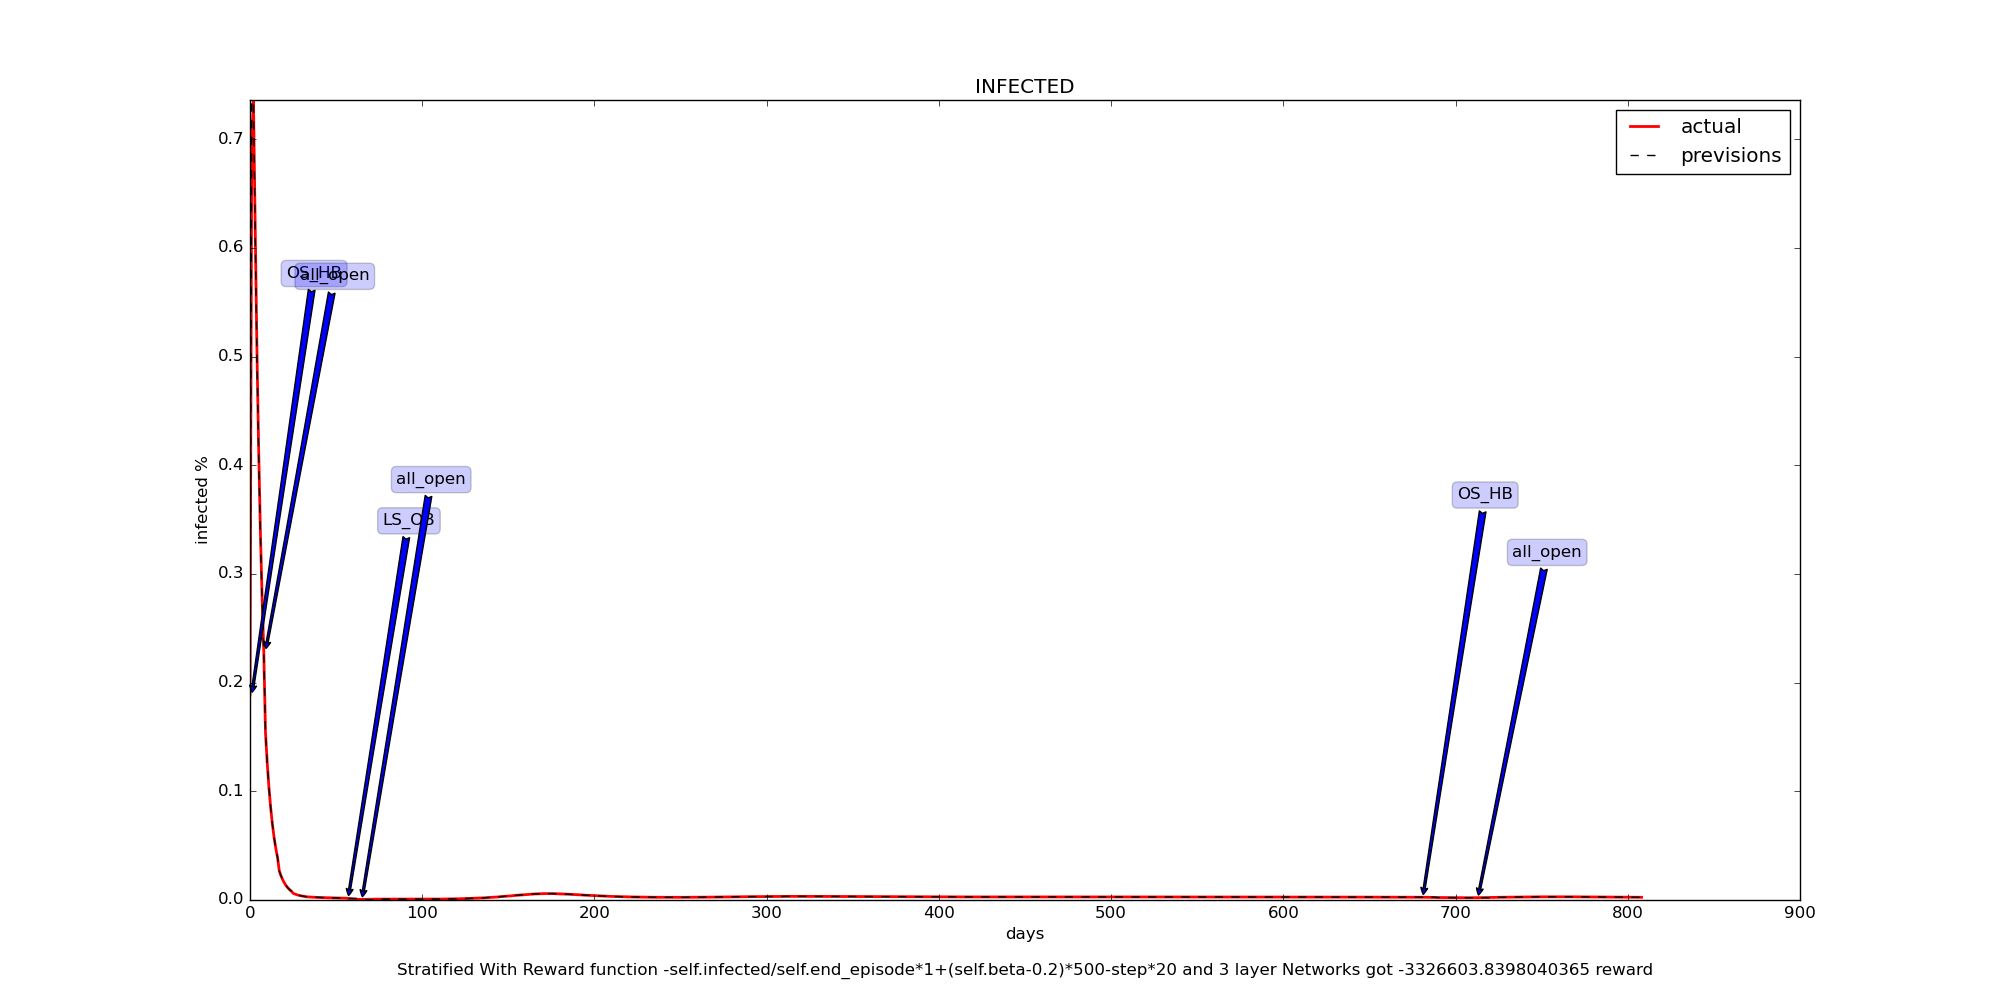 INFECTED
actual
previsions
0.7
0.6
0.5
0.4
0.3
0.2
0.1
0.0
infected %
OS_HB
all_open
all_open
LS_OB
OS_HB
all_open
0 100 200 300 400 500 600 700 800 900
days
Stratified With Reward function -self.infected/self.end_episode*1+(self.beta-0.2)*500-step*20 and 3 layer Networks got -3326603.8398040365 reward